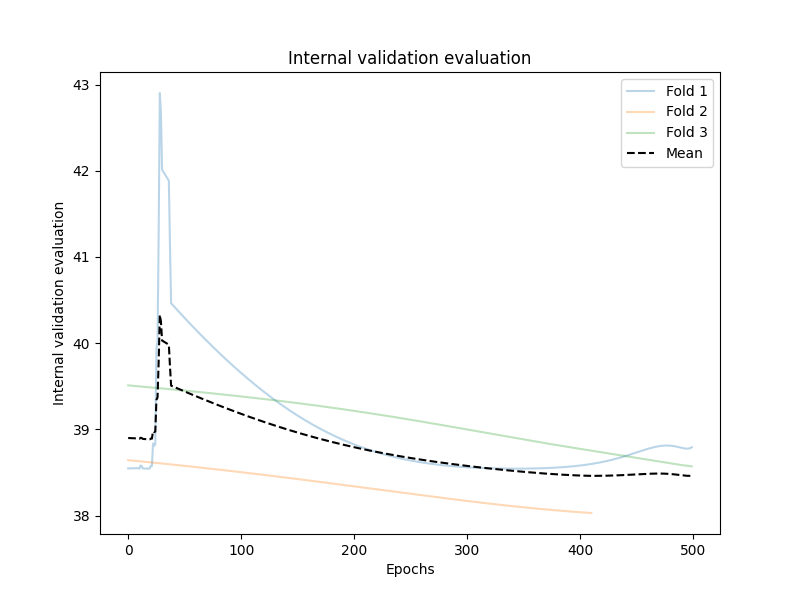 Internal validation evaluation
43
42
41
40
39
38
Internal validation evaluation
0
100
200
300
400
500
Epochs
Fold 1
Fold 2
Fold 3
Mean